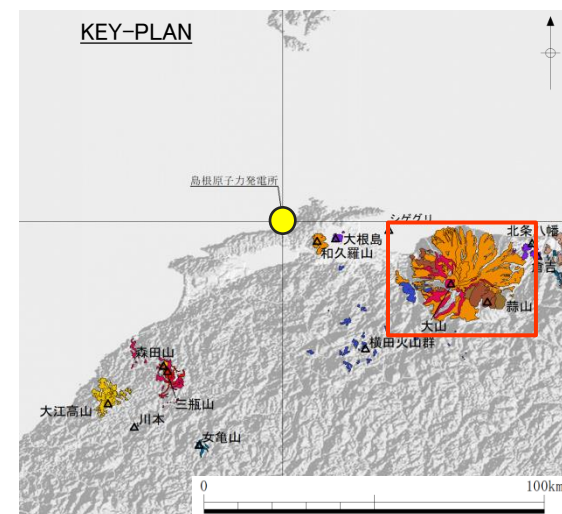 KEY-PLAN
島根原子力発電所
シゲグリ
北条八幡
大根島
倉吉
和久羅山
蒜山
大山
横田火山群
森田山
三瓶山
大江高山
川本
女亀山
0
100km